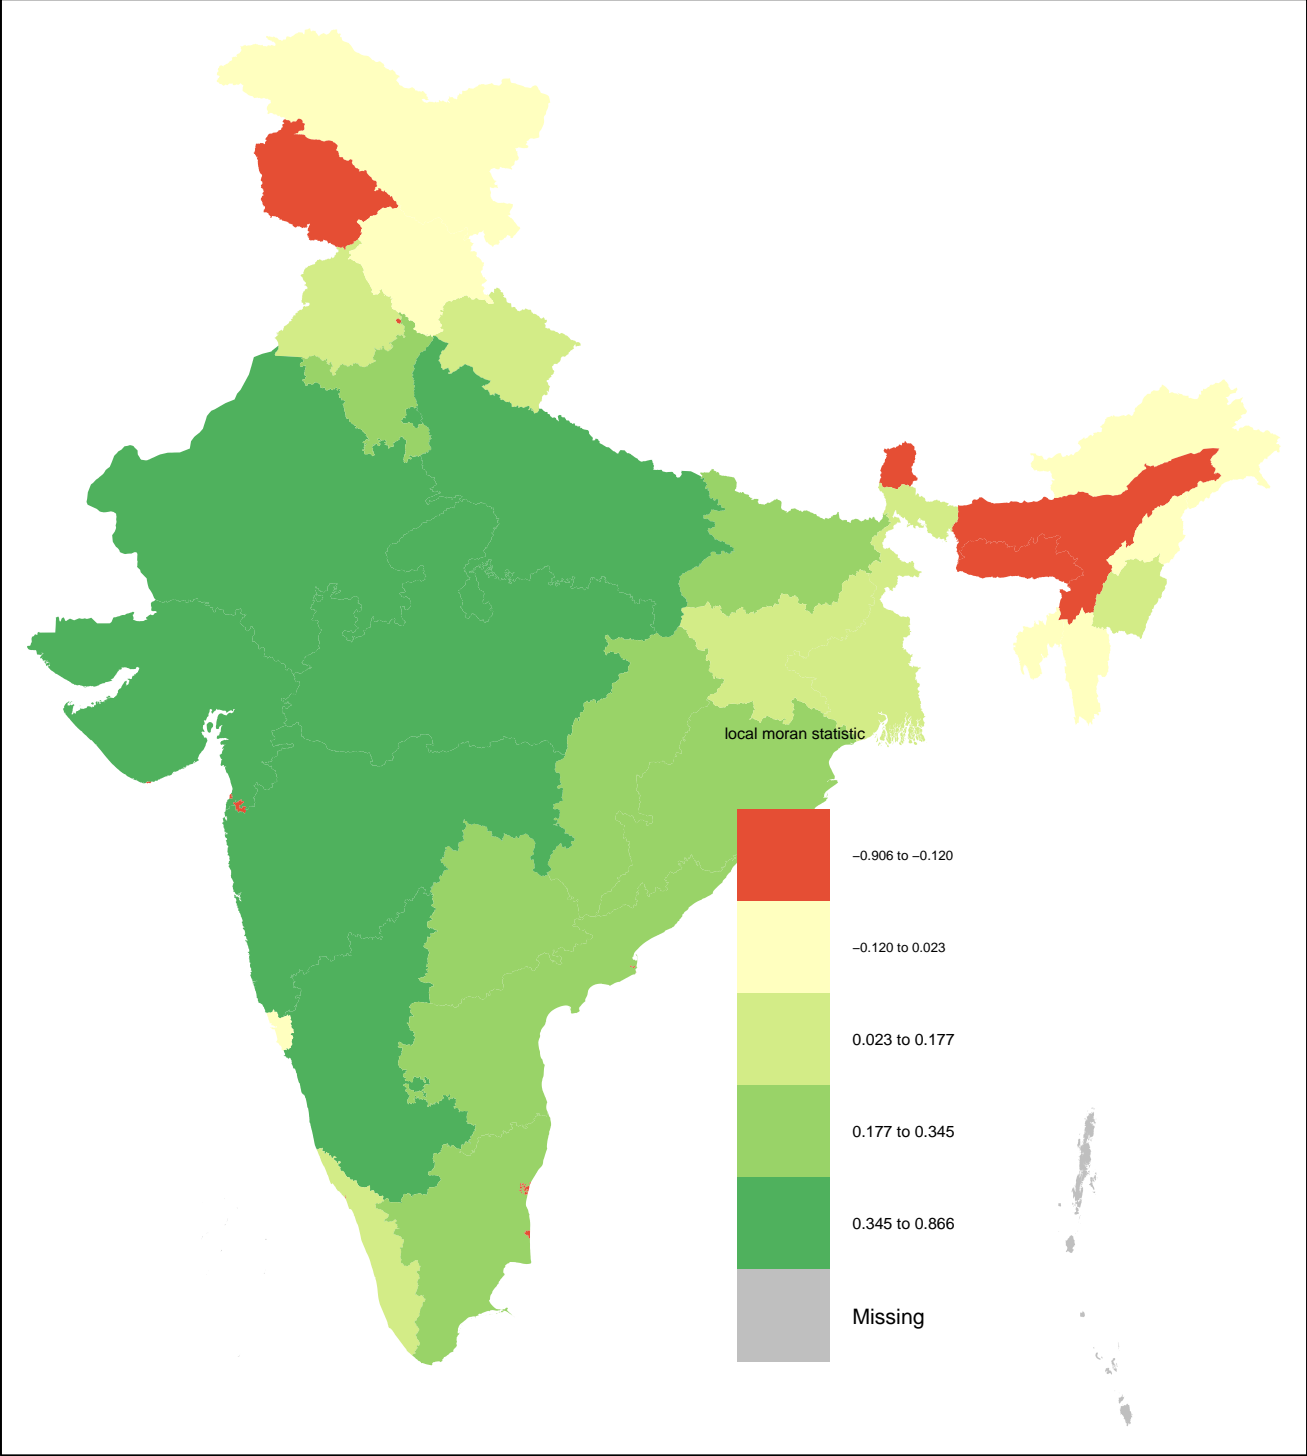 local moran statistic
−0.906 to −0.120
−0.120 to 0.023
0.023 to 0.177
0.177 to 0.345
0.345 to 0.866
Missing